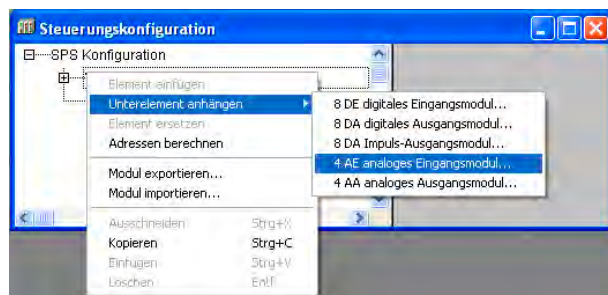 Steuerungskonfiguration
SPS Konfiguration
Element einfügen
Unterelement anhängen
Element ersetzen
Adressen berechnen
Modul exportieren...
Modul importieren...
Ausschneiden Strg+X
Kopieren Strg+C
Einfügen Strg+V
Löschen Entf
8 DE digitales Eingangsmodul...
8 DA digitales Ausgangsmodul...
8 DA Impuls-Ausgangsmodul...
4 AE analoges Eingangsmodul...
4 AA analoges Ausgangsmodul...